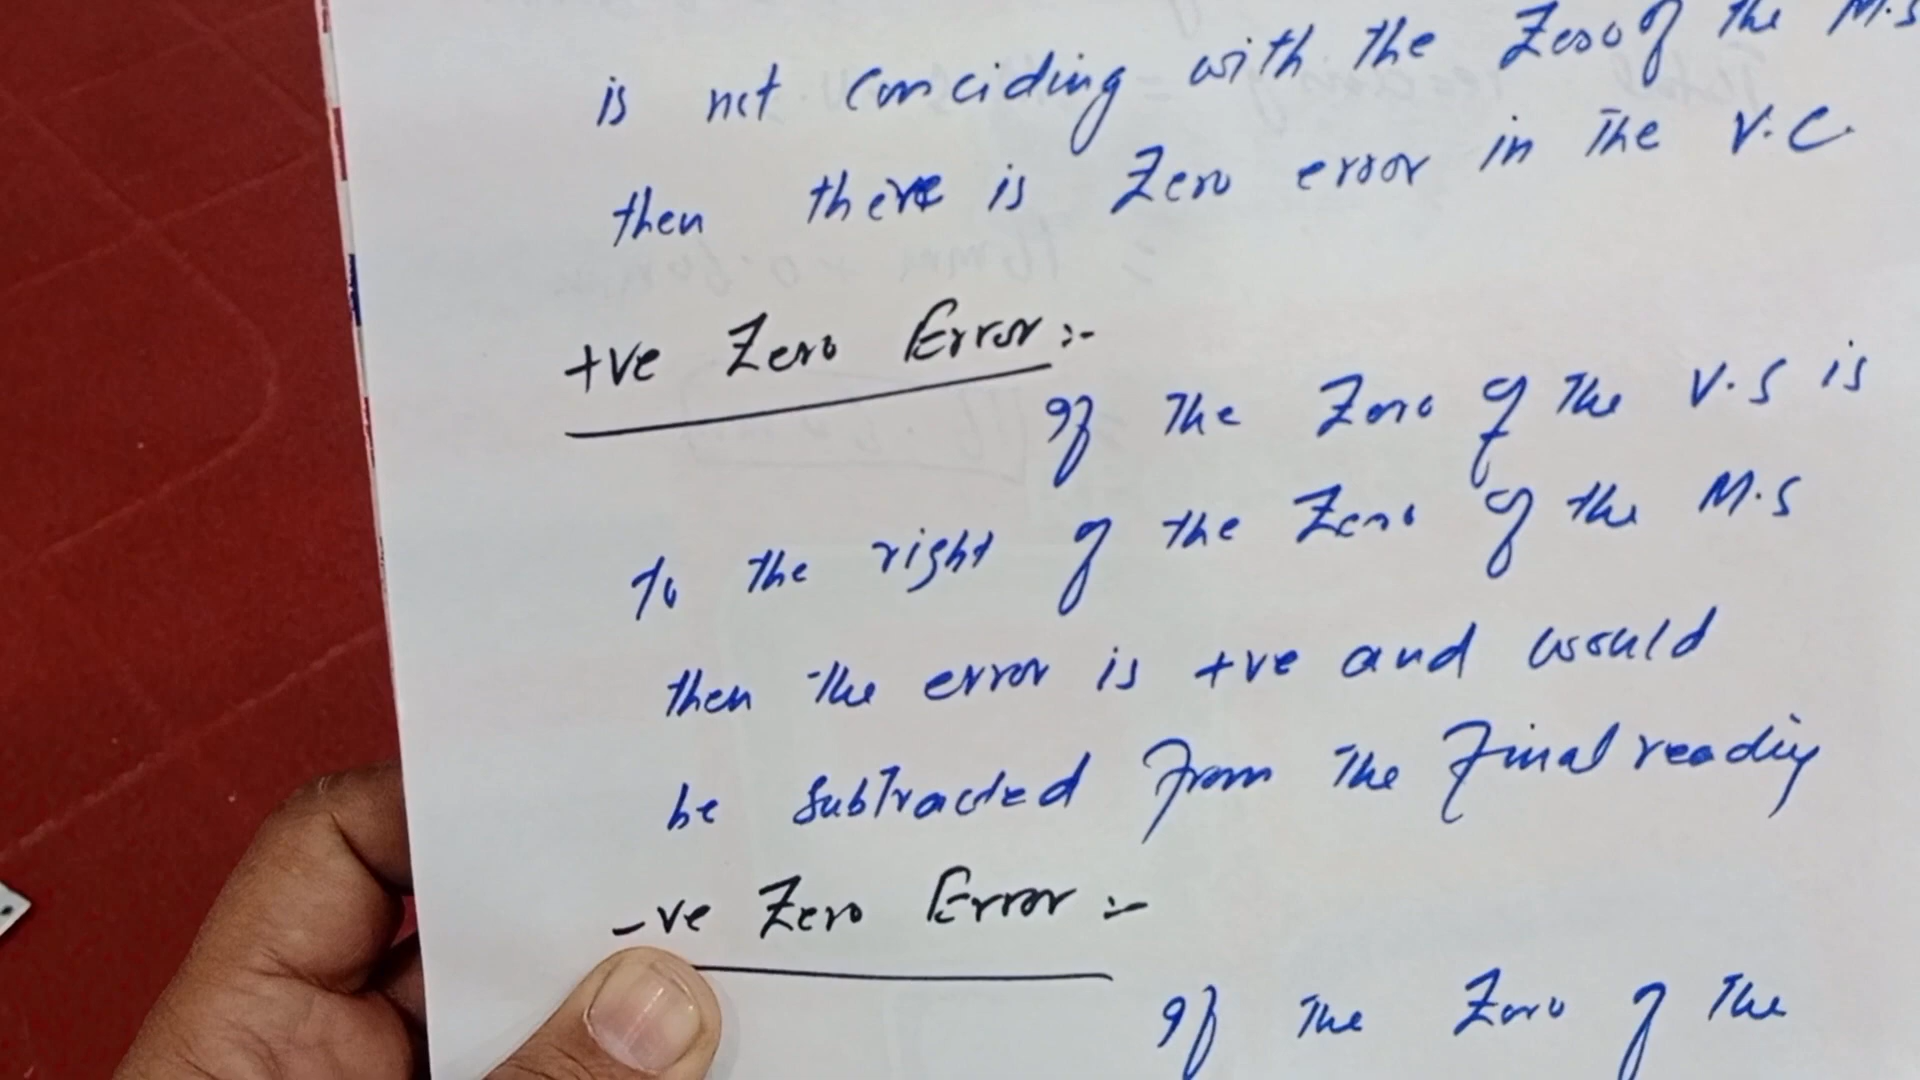 is not conciding with the Zero of the M.S
then there is Zero error in the V.C.
+ve Zero Error :-
If the Zero of the V.S is
to the right of the Zero of the M.S
then the error is +ve and would
be subtracted from the final reading
-ve Zero Error :-
If the Zero of the